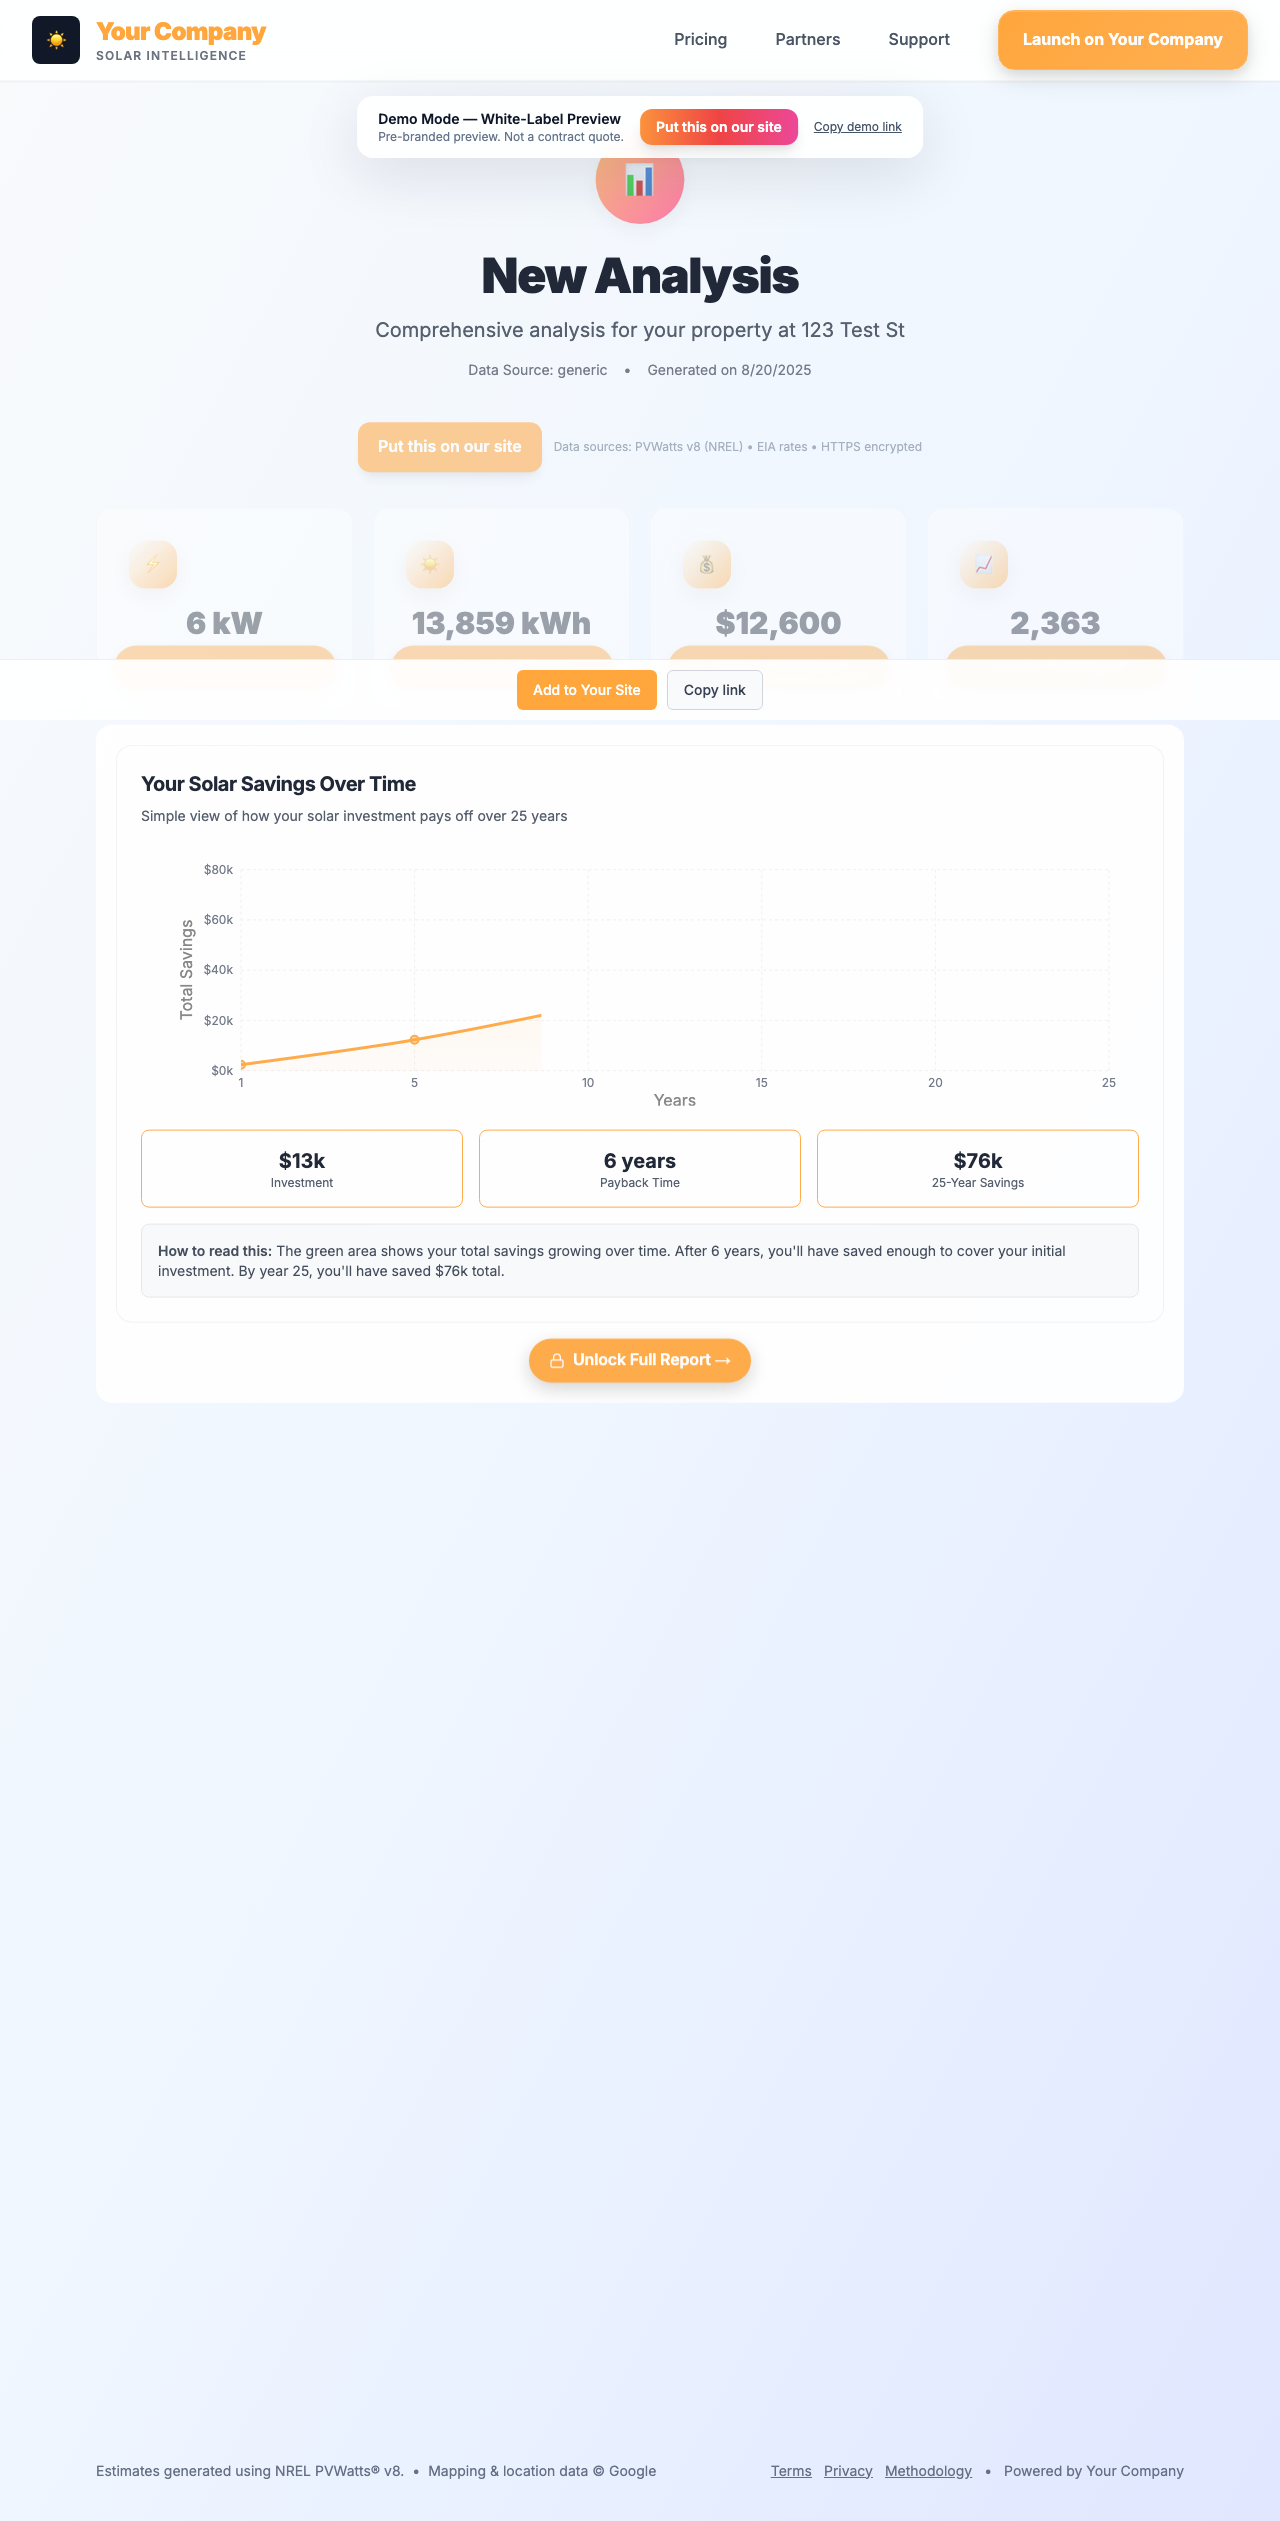 Your Company
SOLAR INTELLIGENCE
Pricing
Partners
Support
Launch on Your Company
Demo Mode — White-Label Preview
Pre-branded preview. Not a contract quote.
Put this on our site
Copy demo link
New Analysis
Comprehensive analysis for your property at 123 Test St
Data Source: generic • Generated on 8/20/2025
Put this on our site
Data sources: PVWatts v8 (NREL) • EIA rates • HTTPS encrypted
6 kW
13,859 kWh
$12,600
2,363
Add to Your Site
Copy link
Your Solar Savings Over Time
Simple view of how your solar investment pays off over 25 years
$80k
$60k
$40k
$20k
$0k
Total Savings
1
5
10
15
20
25
Years
$13k
Investment
6 years
Payback Time
$76k
25-Year Savings
How to read this: The green area shows your total savings growing over time. After 6 years, you'll have saved enough to cover your initial
investment. By year 25, you'll have saved $76k total.
Unlock Full Report →
Estimates generated using NREL PVWatts® v8. • Mapping & location data © Google
Terms Privacy Methodology • Powered by Your Company